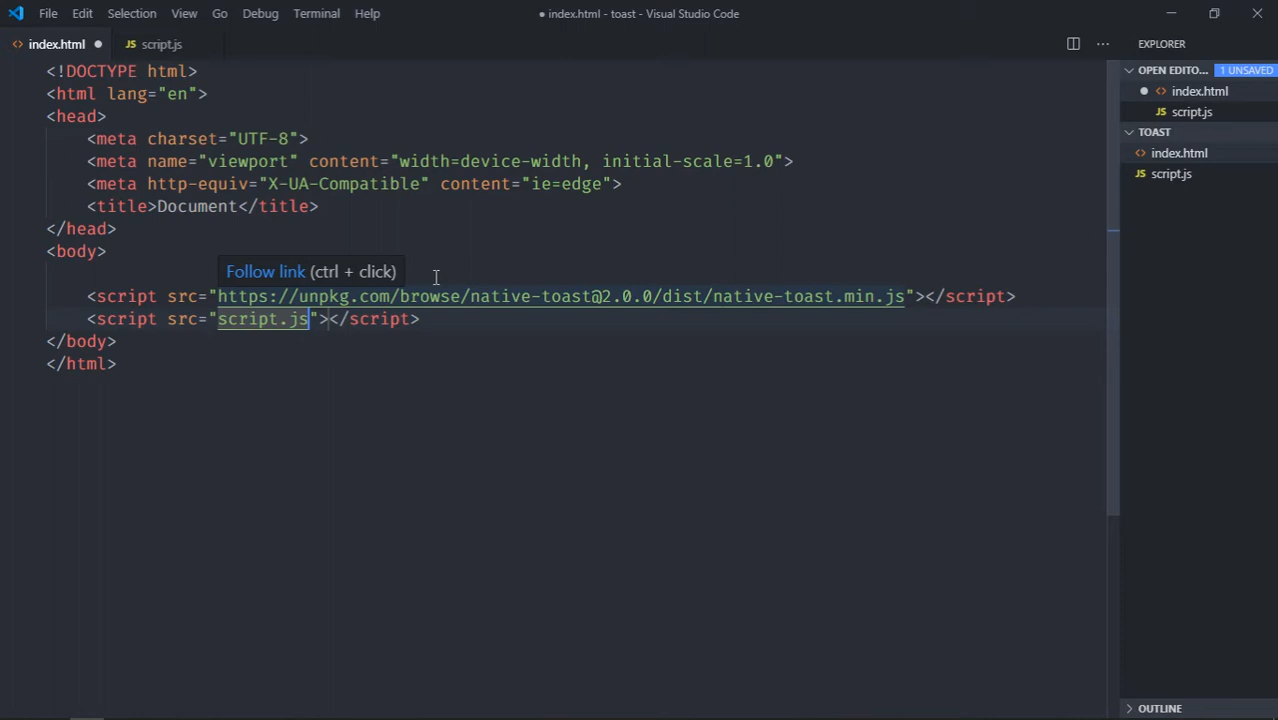 File Edit Selection View Go Debug Terminal Help
● index.html - toast - Visual Studio Code
<> index.html ●
JS script.js
<!DOCTYPE html>
<html lang="en">
<head>
<meta charset="UTF-8">
<meta name="viewport" content="width=device-width, initial-scale=1.0">
<meta http-equiv="X-UA-Compatible" content="ie=edge">
<title>Document</title>
</head>
<body>
Follow link (ctrl + click)
<script src="https://unpkg.com/browse/native-toast@2.0.0/dist/native-toast.min.js"></script>
<script src="script.js"></script>
</body>
</html>
EXPLORER
OPEN EDITO... 1 UNSAVED
● <> index.html
JS script.js
TOAST
<> index.html
JS script.js
OUTLINE